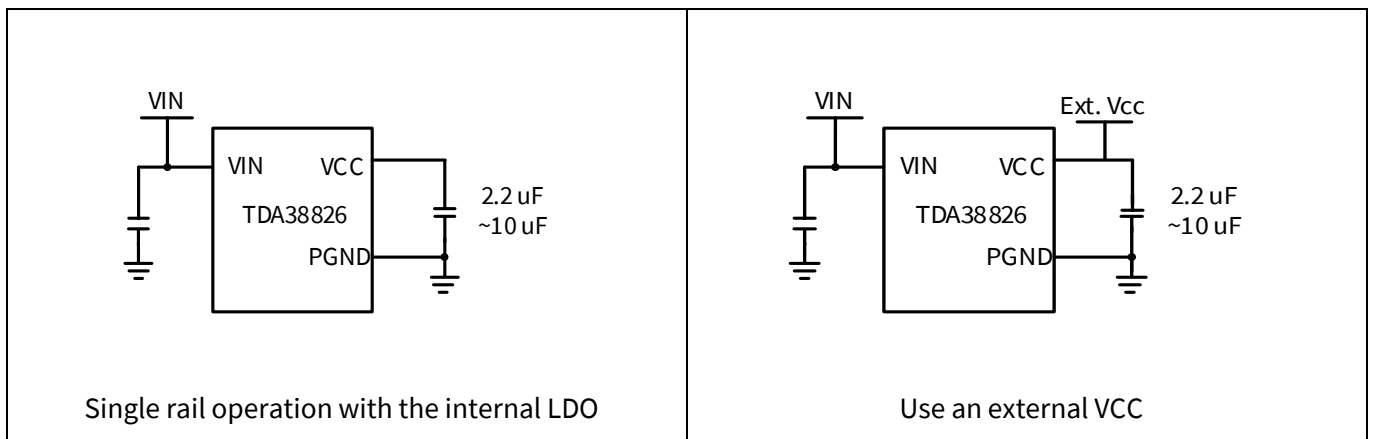 VIN
VIN VCC
TDA38826
PGND
2.2 uF
~10 uF
Single rail operation with the internal LDO
VIN
Ext. Vcc
VIN VCC
TDA38826
PGND
2.2 uF
~10 uF
Use an external VCC